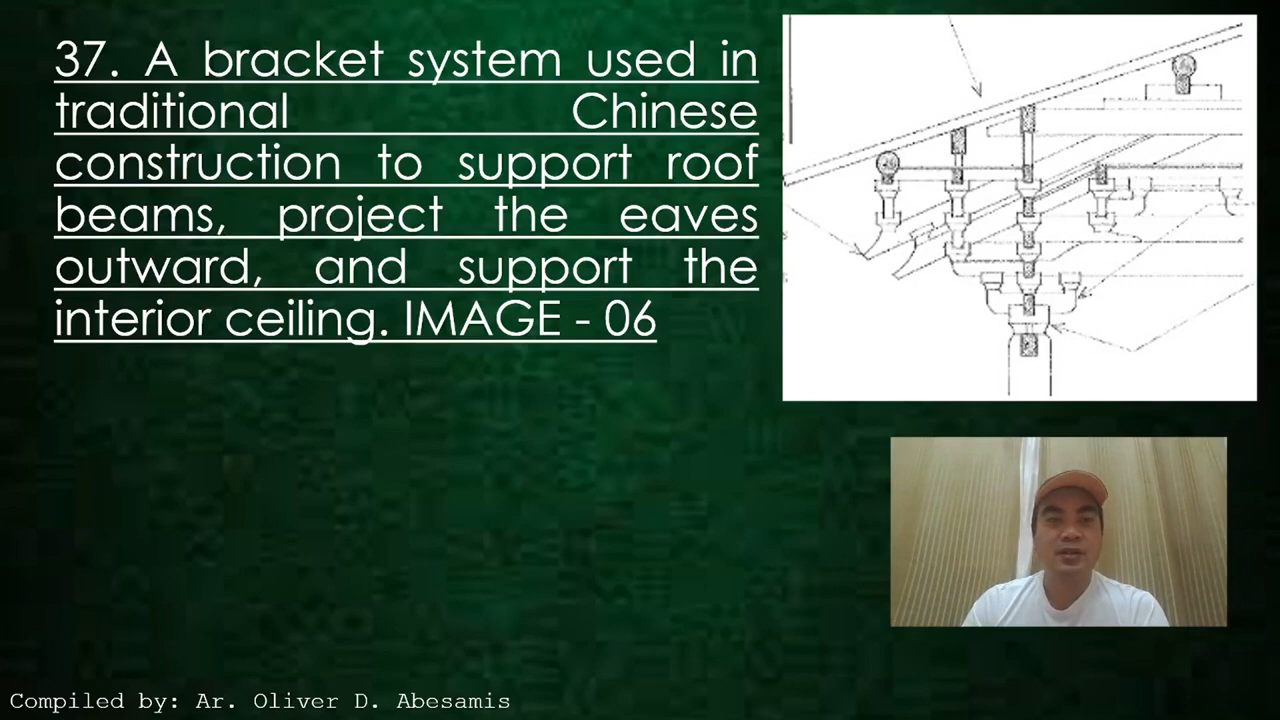 37. A bracket system used in
traditional Chinese
construction to support roof
beams, project the eaves
outward, and support the
interior ceiling. IMAGE - 06
Compiled by: Ar. Oliver D. Abesamis